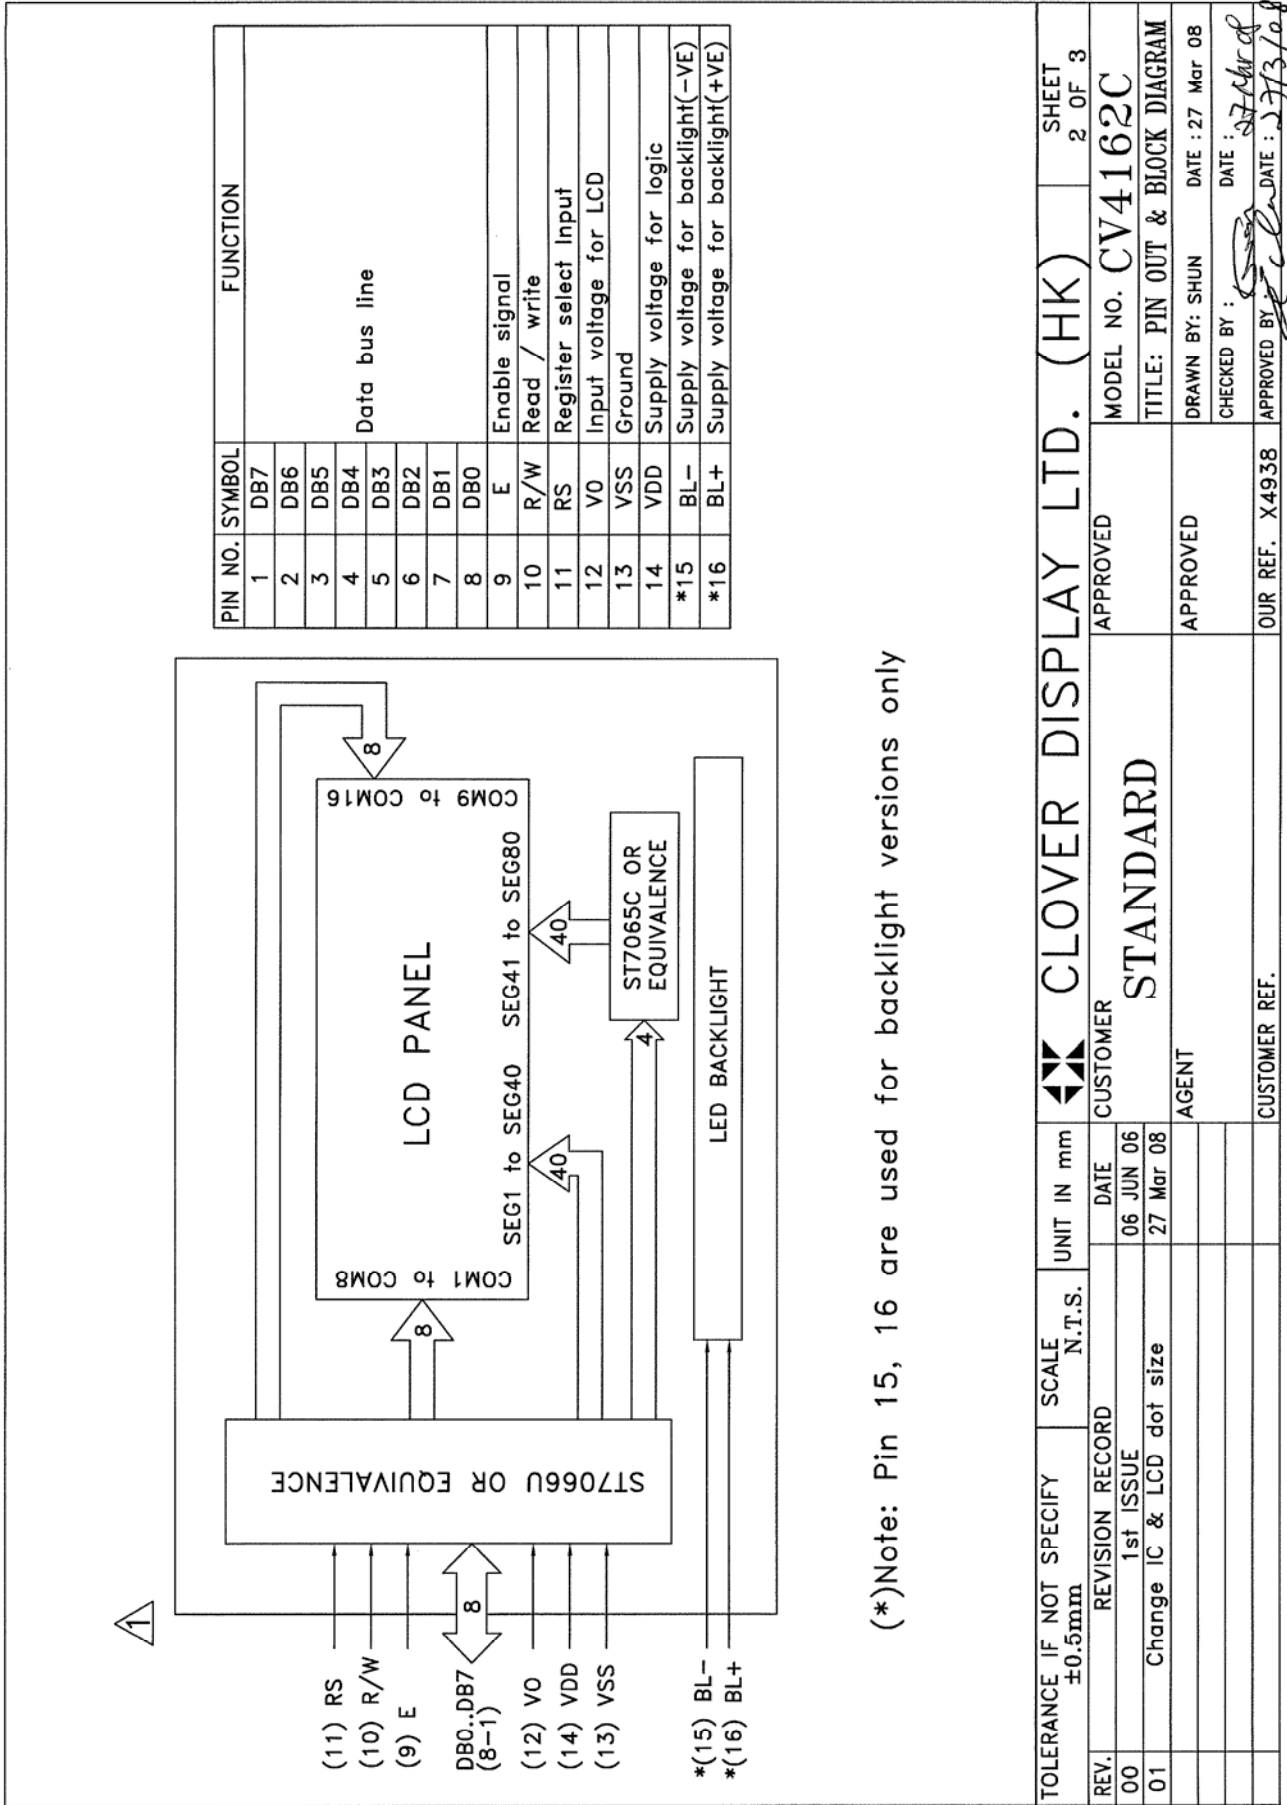 1
(11) RS
(10) R/W
(9) E
DB0..DB7
(8-1)
8
(12) VO
(14) VDD
(13) VSS
*(15) BL-
*(16) BL+
ST7066U OR EQUIVALENCE
8
COM1 to COM8
LCD PANEL
COM9 to COM16
8
SEG1 to SEG40 SEG41 to SEG80
40
40
4
ST7065C OR
EQUIVALENCE
LED BACKLIGHT
PIN NO. SYMBOL FUNCTION
1 DB7
2 DB6
3 DB5
4 DB4
Data bus line
5 DB3
6 DB2
7 DB1
8 DB0
9 E Enable signal
10 R/W Read / write
11 RS Register select Input
12 V0 Input voltage for LCD
13 VSS Ground
14 VDD Supply voltage for logic
*15 BL- Supply voltage for backlight(-VE)
*16 BL+ Supply voltage for backlight(+VE)
(*)Note: Pin 15, 16 are used for backlight versions only
TOLERANCE IF NOT SPECIFY
±0.5mm
SCALE
N.T.S.
UNIT IN mm
CLOVER DISPLAY LTD. (HK)
SHEET
2 OF 3
REV. REVISION RECORD DATE
00 1st ISSUE 06 JUN 06
01 Change IC & LCD dot size 27 Mar 08
CUSTOMER
STANDARD
AGENT
CUSTOMER REF.
APPROVED
APPROVED
OUR REF. X4938
MODEL NO. CV4162C
TITLE: PIN OUT & BLOCK DIAGRAM
DRAWN BY: SHUN DATE : 27 Mar 08
CHECKED BY : DATE : 27 Mar 08
APPROVED BY : DATE : 27/3/08